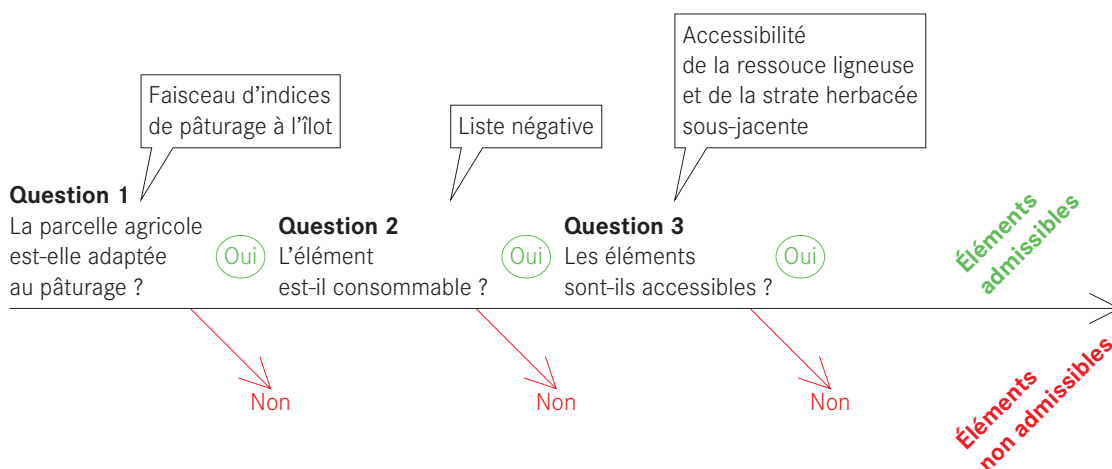 Faisceau d'indices
de pâturage à l'îlot
Liste négative
Accessibilité
de la ressouce ligneuse
et de la strate herbacée
sous-jacente
Question 1
La parcelle agricole
est-elle adaptée
au pâturage ?
Oui
Question 2
L'élément
est-il consommable ?
Oui
Question 3
Les éléments
sont-ils accessibles ?
Oui
Éléments
admissibles
Non
Non
Non
Éléments
non admissibles